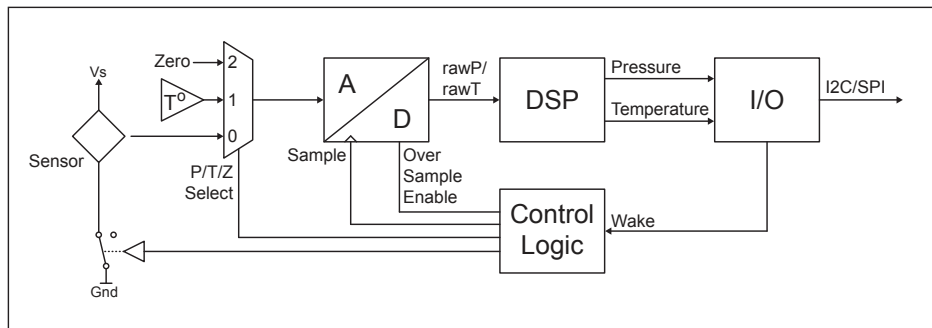 Zero
2
Vs
T°
1
0
Sensor
P/T/Z
Select
A
D
Sample
Over
Sample
Enable
rawP/
rawT
DSP
Pressure
Temperature
I/O
I2C/SPI
Control
Logic
Wake
Gnd